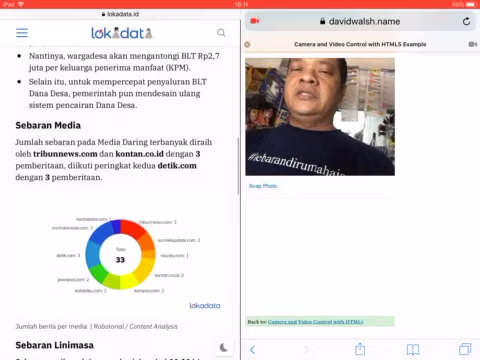 iPad
10.11
lokadata.id
lokadata
Nantinya, wargadesa akan mengantongi BLT Rp2,7
juta per keluarga penerima manfaat (KPM).
Selain itu, untuk mempercepat penyaluran BLT
Dana Desa, pemerintah pun mendesain ulang
sistem pencairan Dana Desa.
Sebaran Media
Jumlah sebaran pada Media Daring terbanyak diraih
oleh tribunnews.com dan kontan.co.id dengan 3
pemberitaan, diikuti peringkat kedua detik.com
dengan 3 pemberitaan.
tribunnews.com: 3
cnnindonesia.com: 3
detik.com: 3
kontan.co.id: 3
Total
33
lokadata
Jumlah berita per media | Robotorial / Content Analysis
Sebaran Linimasa
davidwalsh.name
Camera and Video Control with HTML5 Example
#lebarandirumahaja
Snap Photo
Back to: Camera and Video Control with HTML5